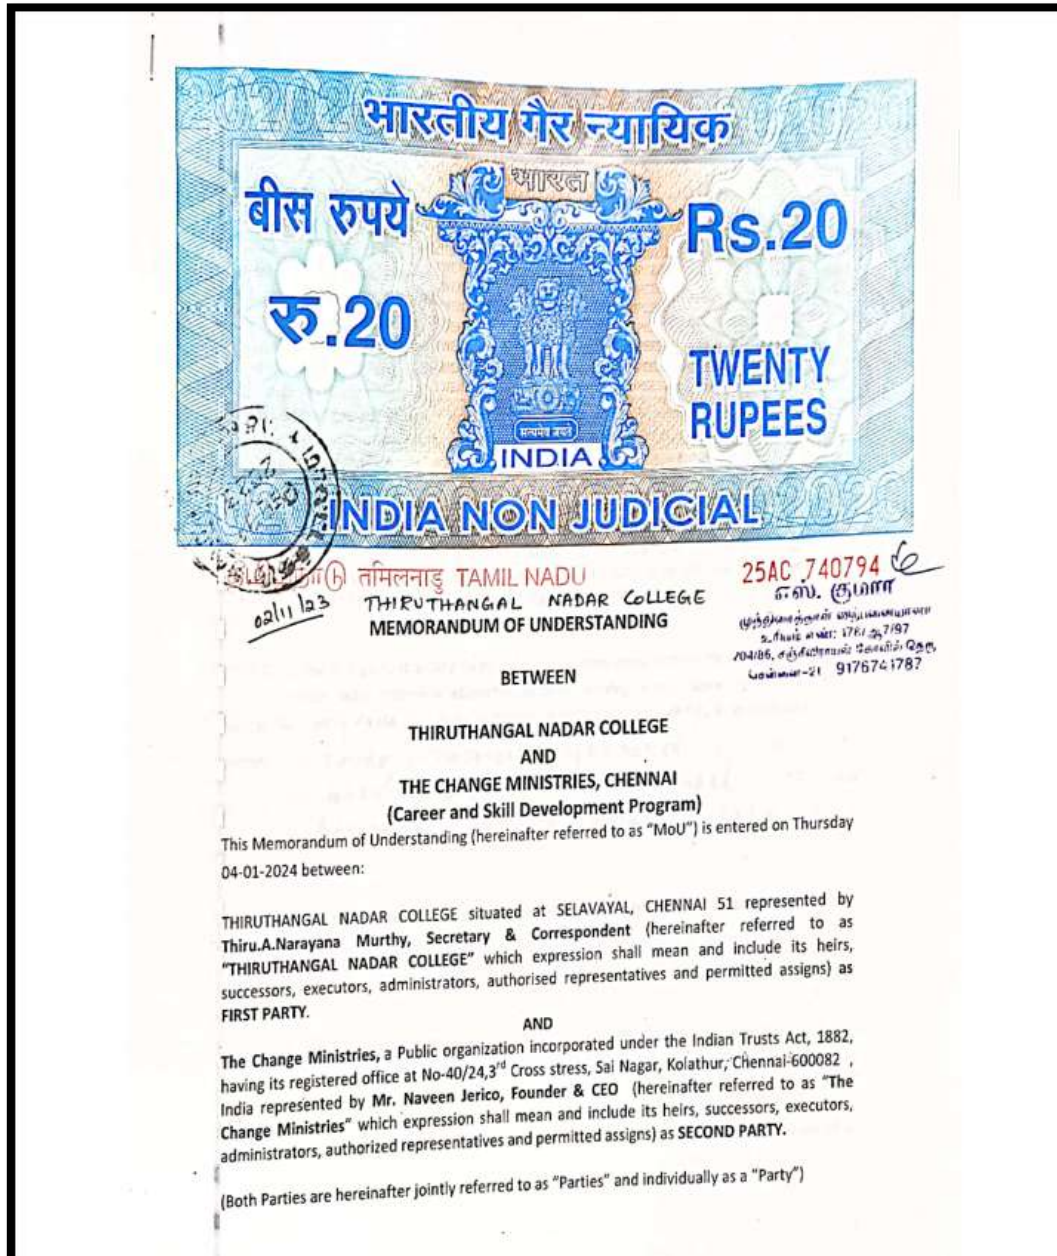 भारतीय गैर न्यायिक
भारत
बीस रुपये
रु.20
Rs.20
TWENTY
RUPEES
सत्यमेव जयते
INDIA
INDIA NON JUDICIAL
तमिलनाडु TAMIL NADU
25AC 740794
02/11/23
THIRUTHANGAL NADAR COLLEGE
எஸ். குமார்
MEMORANDUM OF UNDERSTANDING
சென்னை-21 9176741787
BETWEEN
THIRUTHANGAL NADAR COLLEGE
AND
THE CHANGE MINISTRIES, CHENNAI
(Career and Skill Development Program)
This Memorandum of Understanding (hereinafter referred to as "MoU") is entered on Thursday
04-01-2024 between:
THIRUTHANGAL NADAR COLLEGE situated at SELAVAYAL, CHENNAI 51 represented by
Thiru.A.Narayana Murthy, Secretary & Correspondent (hereinafter referred to as
"THIRUTHANGAL NADAR COLLEGE" which expression shall mean and include its heirs,
successors, executors, administrators, authorised representatives and permitted assigns) as
FIRST PARTY.
AND
The Change Ministries, a Public organization incorporated under the Indian Trusts Act, 1882,
having its registered office at No-40/24,3rd Cross stress, Sai Nagar, Kolathur, Chennai-600082 ,
India represented by Mr. Naveen Jerico, Founder & CEO (hereinafter referred to as "The
Change Ministries" which expression shall mean and include its heirs, successors, executors,
administrators, authorized representatives and permitted assigns) as SECOND PARTY.
(Both Parties are hereinafter jointly referred to as "Parties" and individually as a "Party")